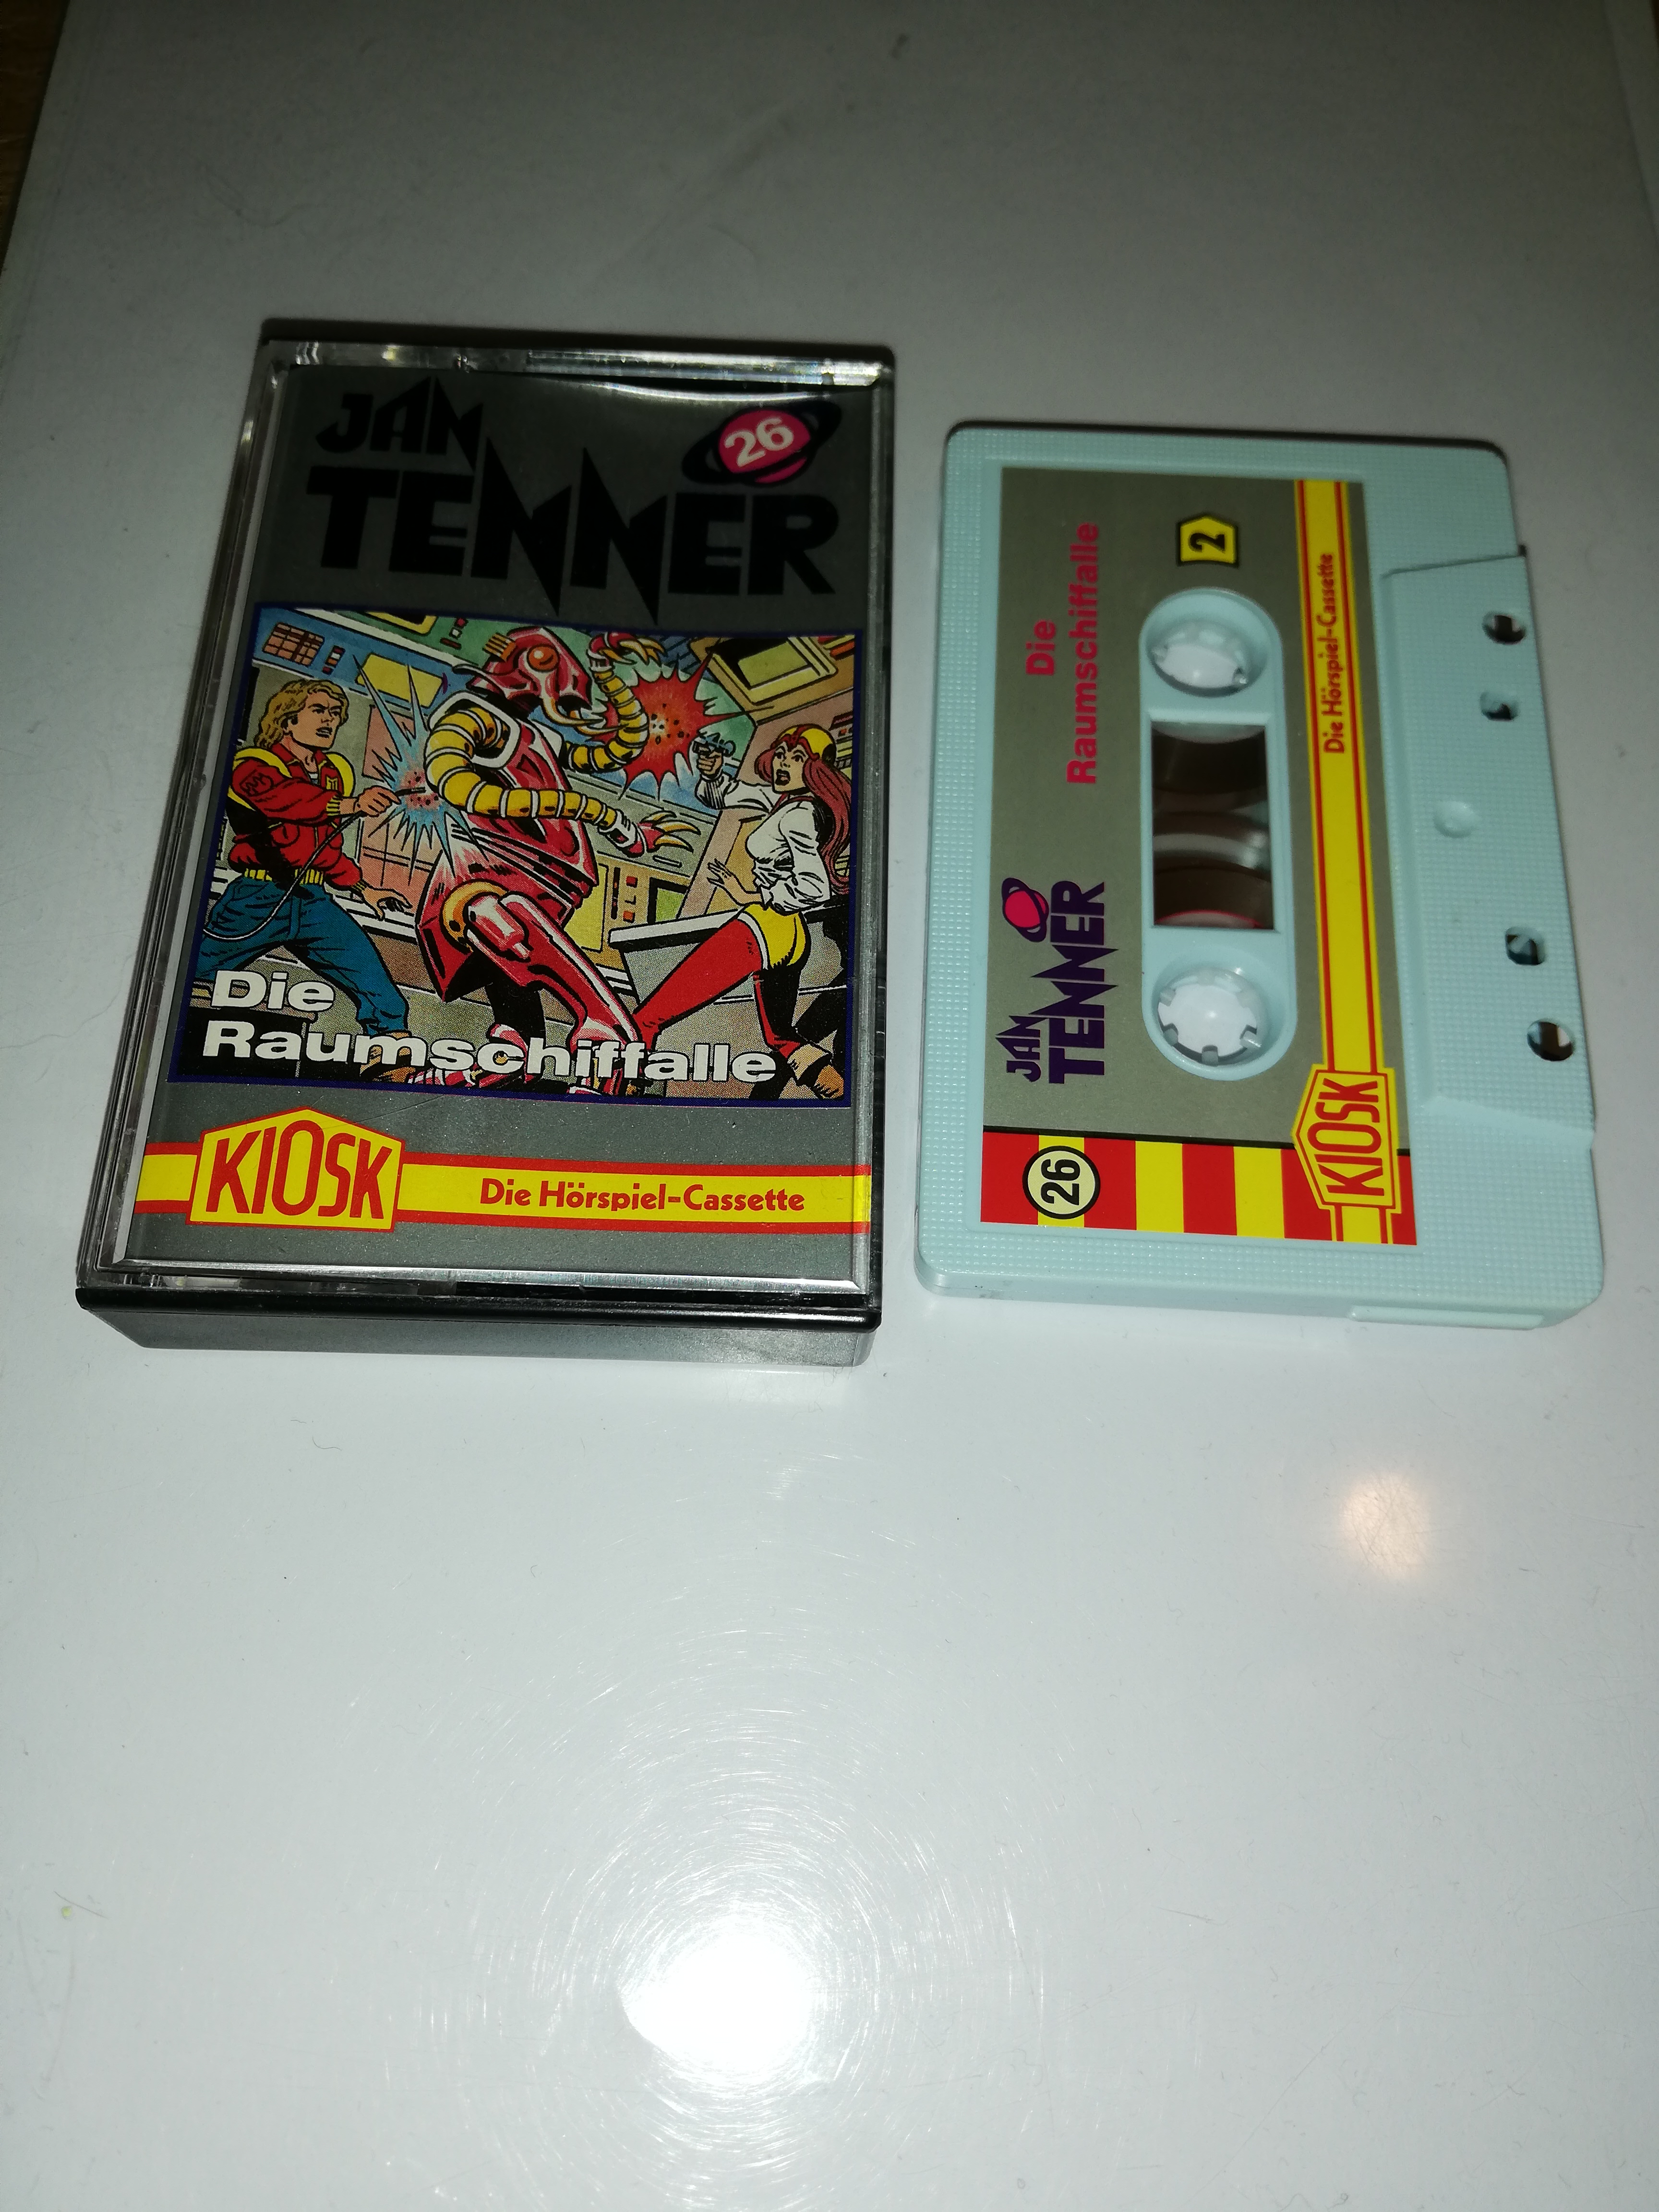 JAN
TENNER
26
Die
Raumschiffalle
KIOSK
Die Hörspiel-Cassette
JAN
TENNER
Die
Raumschiffalle
2
26
KIOSK
Die Hörspiel-Cassette